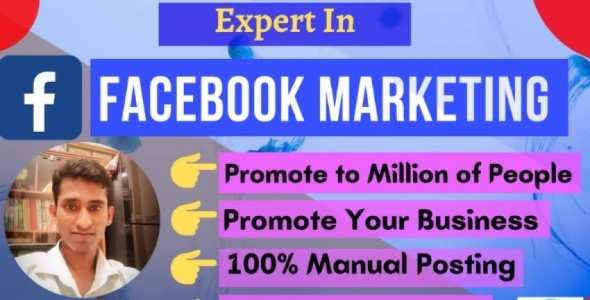 Expert In
FACEBOOK MARKETING
Promote to Million of People
Promote Your Business
100% Manual Posting